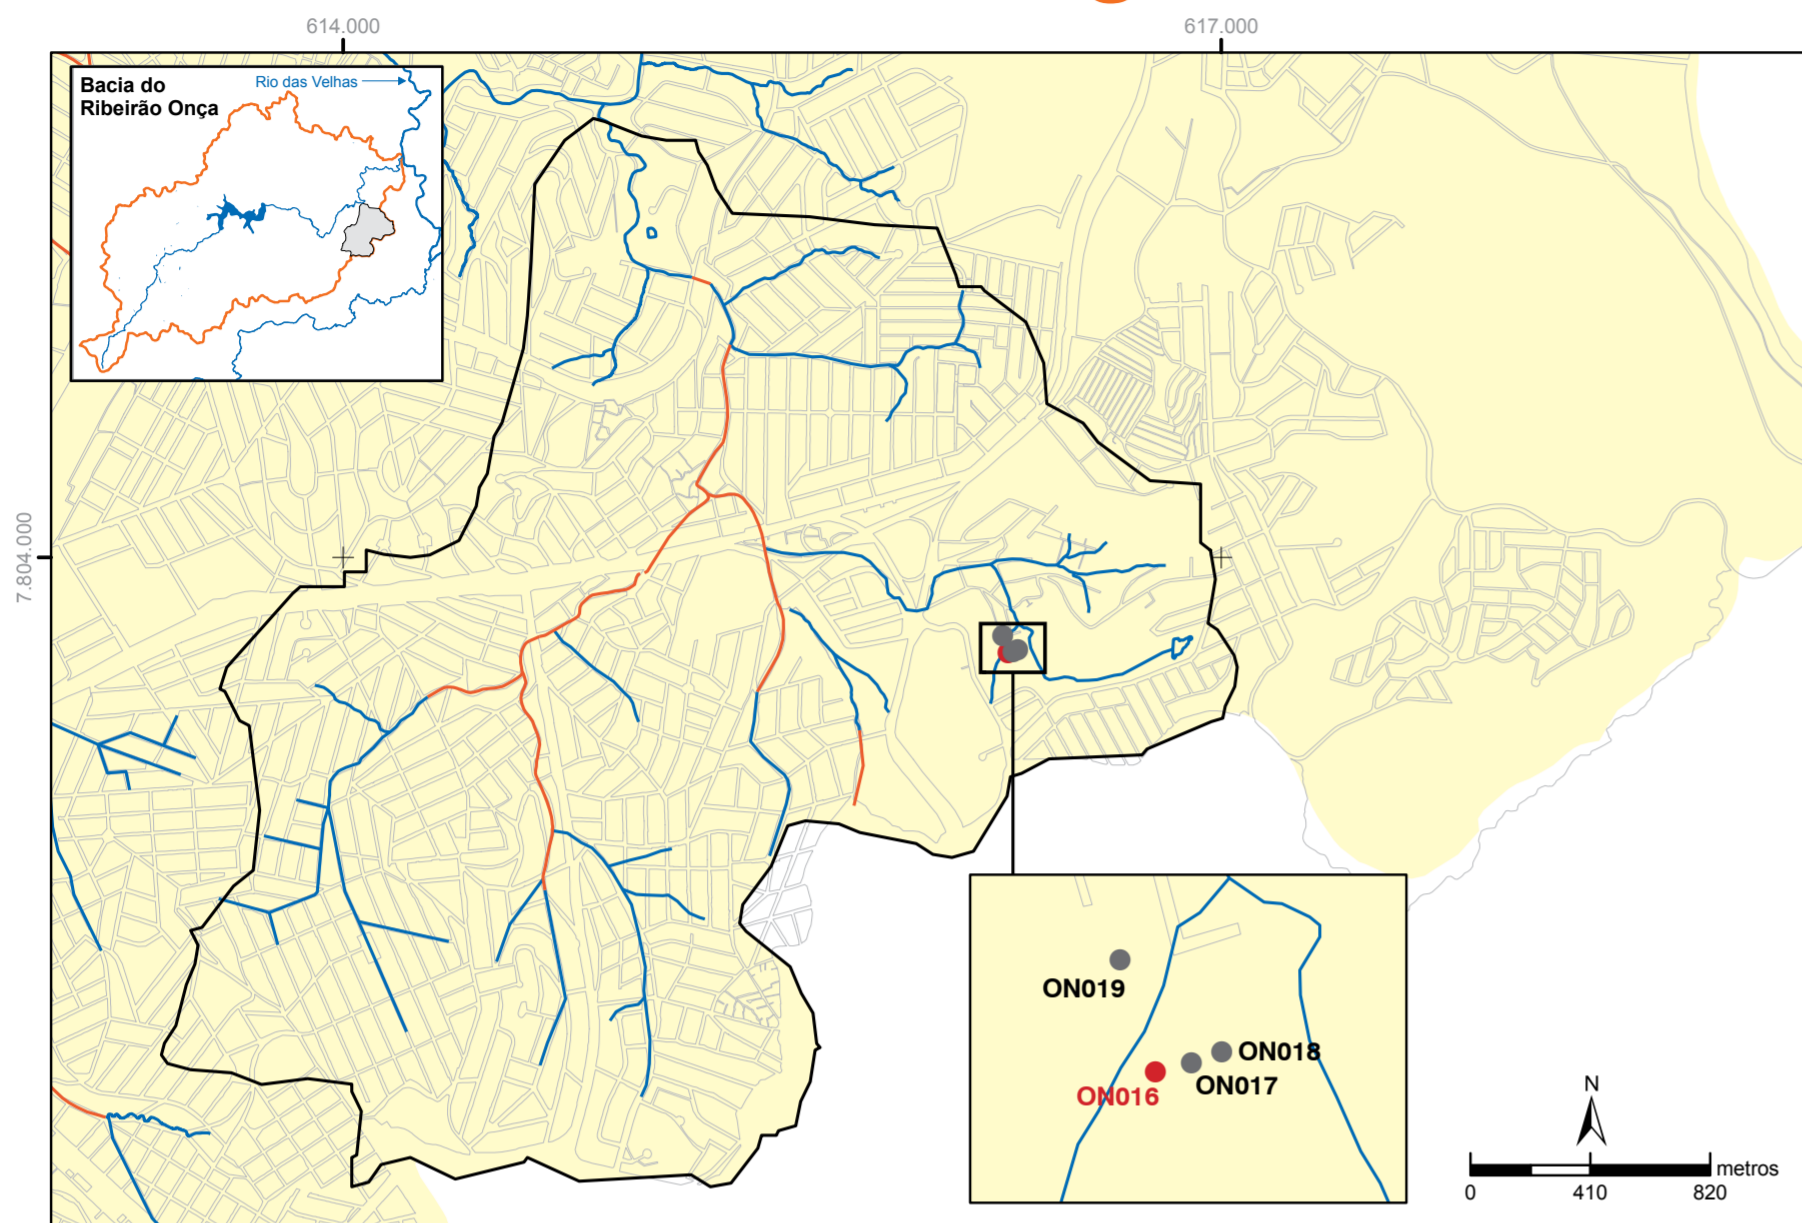 614.000
617.000
Bacia do
Ribeirão Onça
Rio das Velhas
7.804.000
ON019
ON018
ON017
ON016
N
metros
0
410
820